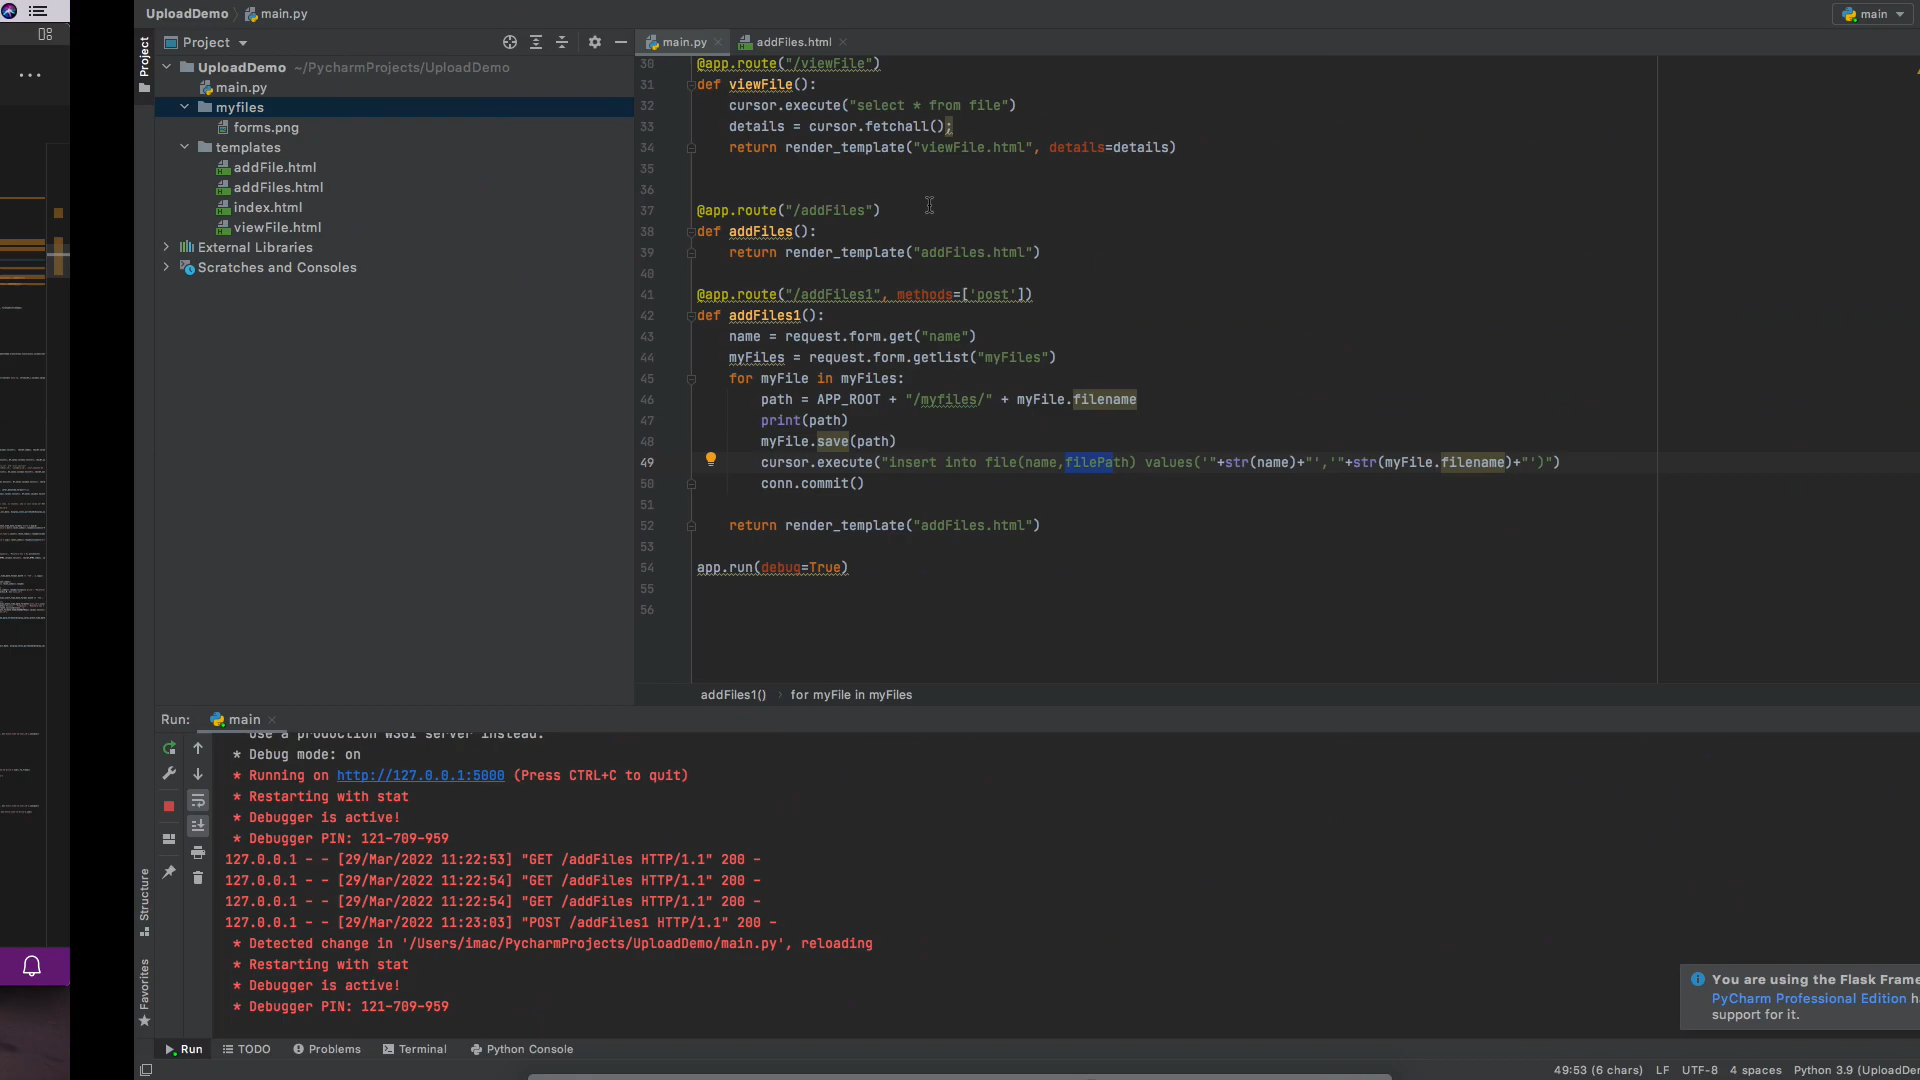 UploadDemo main.py
main
Project
main.py
addFiles.html
Project
UploadDemo ~/PycharmProjects/UploadDemo
main.py
myfiles
forms.png
templates
addFile.html
addFiles.html
index.html
viewFile.html
External Libraries
Scratches and Consoles
30 @app.route("/viewFile")
31 def viewFile():
32 cursor.execute("select * from file")
33 details = cursor.fetchall();
34 return render_template("viewFile.html", details=details)
35
36
37 @app.route("/addFiles")
38 def addFiles():
39 return render_template("addFiles.html")
40
41 @app.route("/addFiles1", methods=['post'])
42 def addFiles1():
43 name = request.form.get("name")
44 myFiles = request.form.getlist("myFiles")
45 for myFile in myFiles:
46 path = APP_ROOT + "/myfiles/" + myFile.filename
47 print(path)
48 myFile.save(path)
49 cursor.execute("insert into file(name,filePath) values('"+str(name)+"','"+str(myFile.filename)+"')")
50 conn.commit()
51
52 return render_template("addFiles.html")
53
54 app.run(debug=True)
55
56
addFiles1() for myFile in myFiles
Run: main
Use a production WSGI server instead.
* Debug mode: on
* Running on http://127.0.0.1:5000 (Press CTRL+C to quit)
* Restarting with stat
* Debugger is active!
* Debugger PIN: 121-709-959
127.0.0.1 - - [29/Mar/2022 11:22:53] "GET /addFiles HTTP/1.1" 200 -
127.0.0.1 - - [29/Mar/2022 11:22:54] "GET /addFiles HTTP/1.1" 200 -
127.0.0.1 - - [29/Mar/2022 11:22:54] "GET /addFiles HTTP/1.1" 200 -
127.0.0.1 - - [29/Mar/2022 11:23:03] "POST /addFiles1 HTTP/1.1" 200 -
* Detected change in '/Users/imac/PycharmProjects/UploadDemo/main.py', reloading
* Restarting with stat
* Debugger is active!
* Debugger PIN: 121-709-959
Structure
Favorites
You are using the Flask Frame
PyCharm Professional Edition ha
support for it.
Run TODO Problems Terminal Python Console
49:53 (6 chars) LF UTF-8 4 spaces Python 3.9 (UploadDe